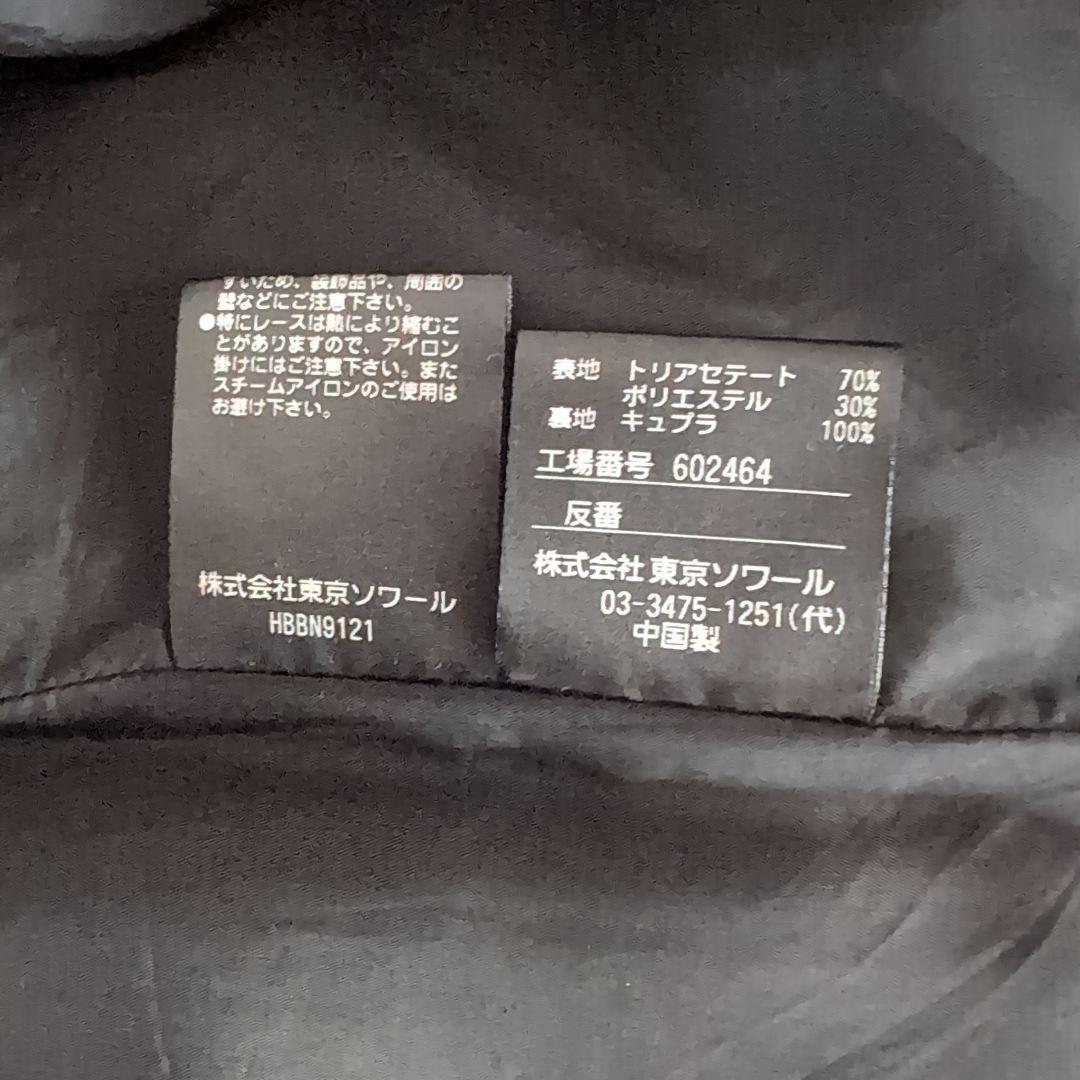 すいため、装飾品や、周囲の
壁などにご注意下さい。
●特にレースは熱により縮むこ
とがありますので、アイロン
掛けにはご注意下さい。また
スチームアイロンのご使用は
お避け下さい。
株式会社東京ソワール
HBBN9121
表地 トリアセテート 70%
ポリエステル 30%
裏地 キュプラ 100%
工場番号 602464
反番
株式会社東京ソワール
03-3475-1251(代)
中国製